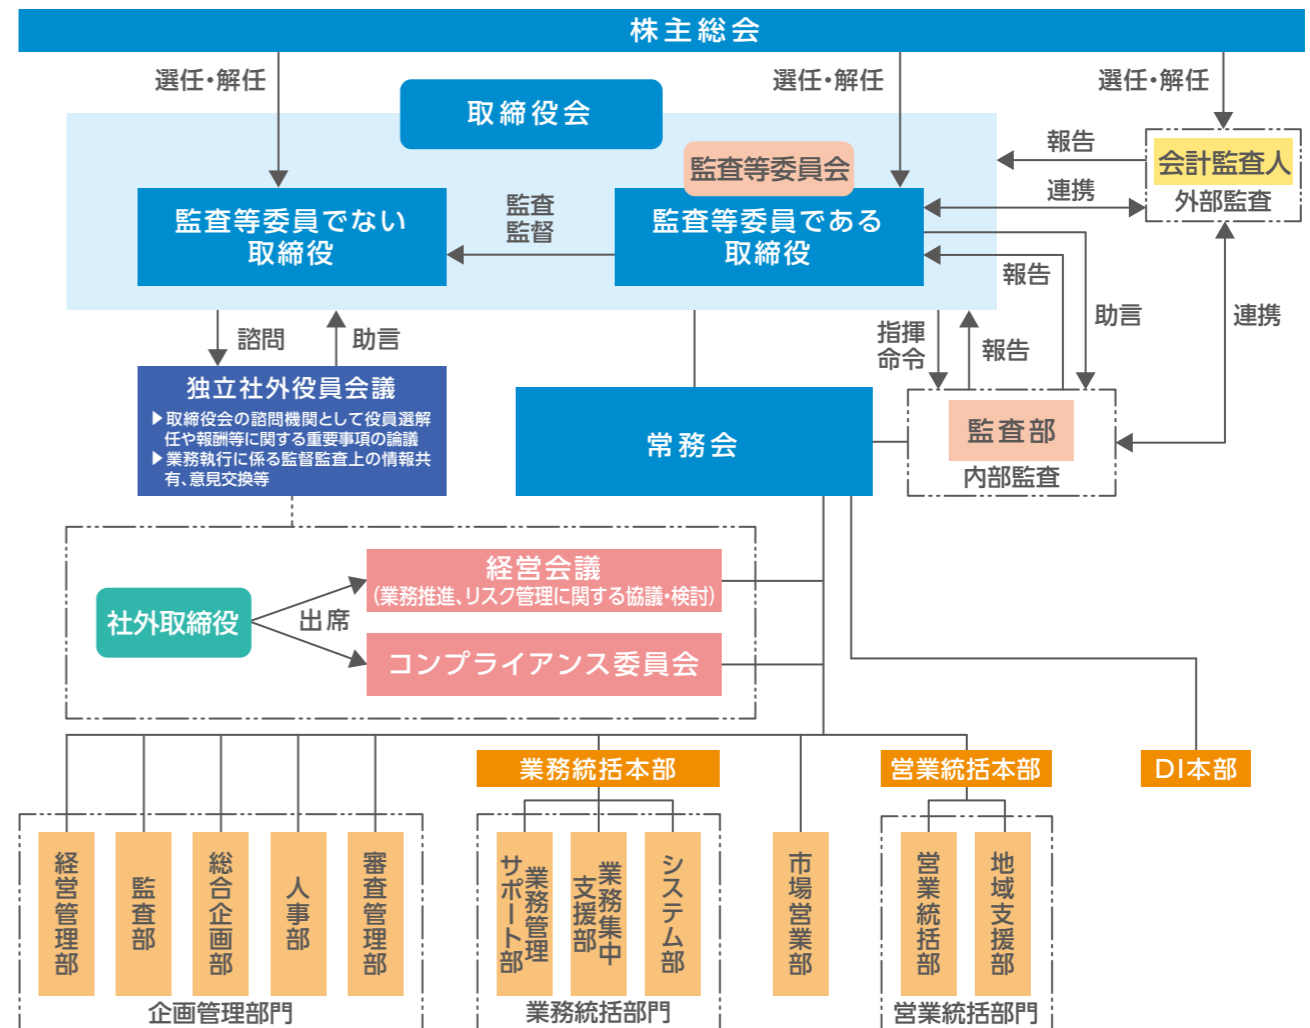 株主総会
選任・解任
選任・解任
選任・解任
取締役会
監査等委員会
報告
会計監査人
外部監査
連携
監査等委員でない
取締役
監査
監督
監査等委員である
取締役
報告
助言
連携
諮問
助言
指揮
命令
報告
独立社外役員会議
▶取締役会の諮問機関として役員選解
任や報酬等に関する重要事項の論議
▶業務執行に係る監督監査上の情報共
有、意見交換等
常務会
監査部
内部監査
社外取締役
出席
経営会議
(業務推進、リスク管理に関する協議・検討)
コンプライアンス委員会
業務統括本部
営業統括本部
DI本部
経営管理部
監査部
総合企画部
人事部
審査管理部
企画管理部門
業務管理
サポート部
業務集中
支援部
システム部
業務統括部門
市場営業部
営業統括部
地域支援部
営業統括部門